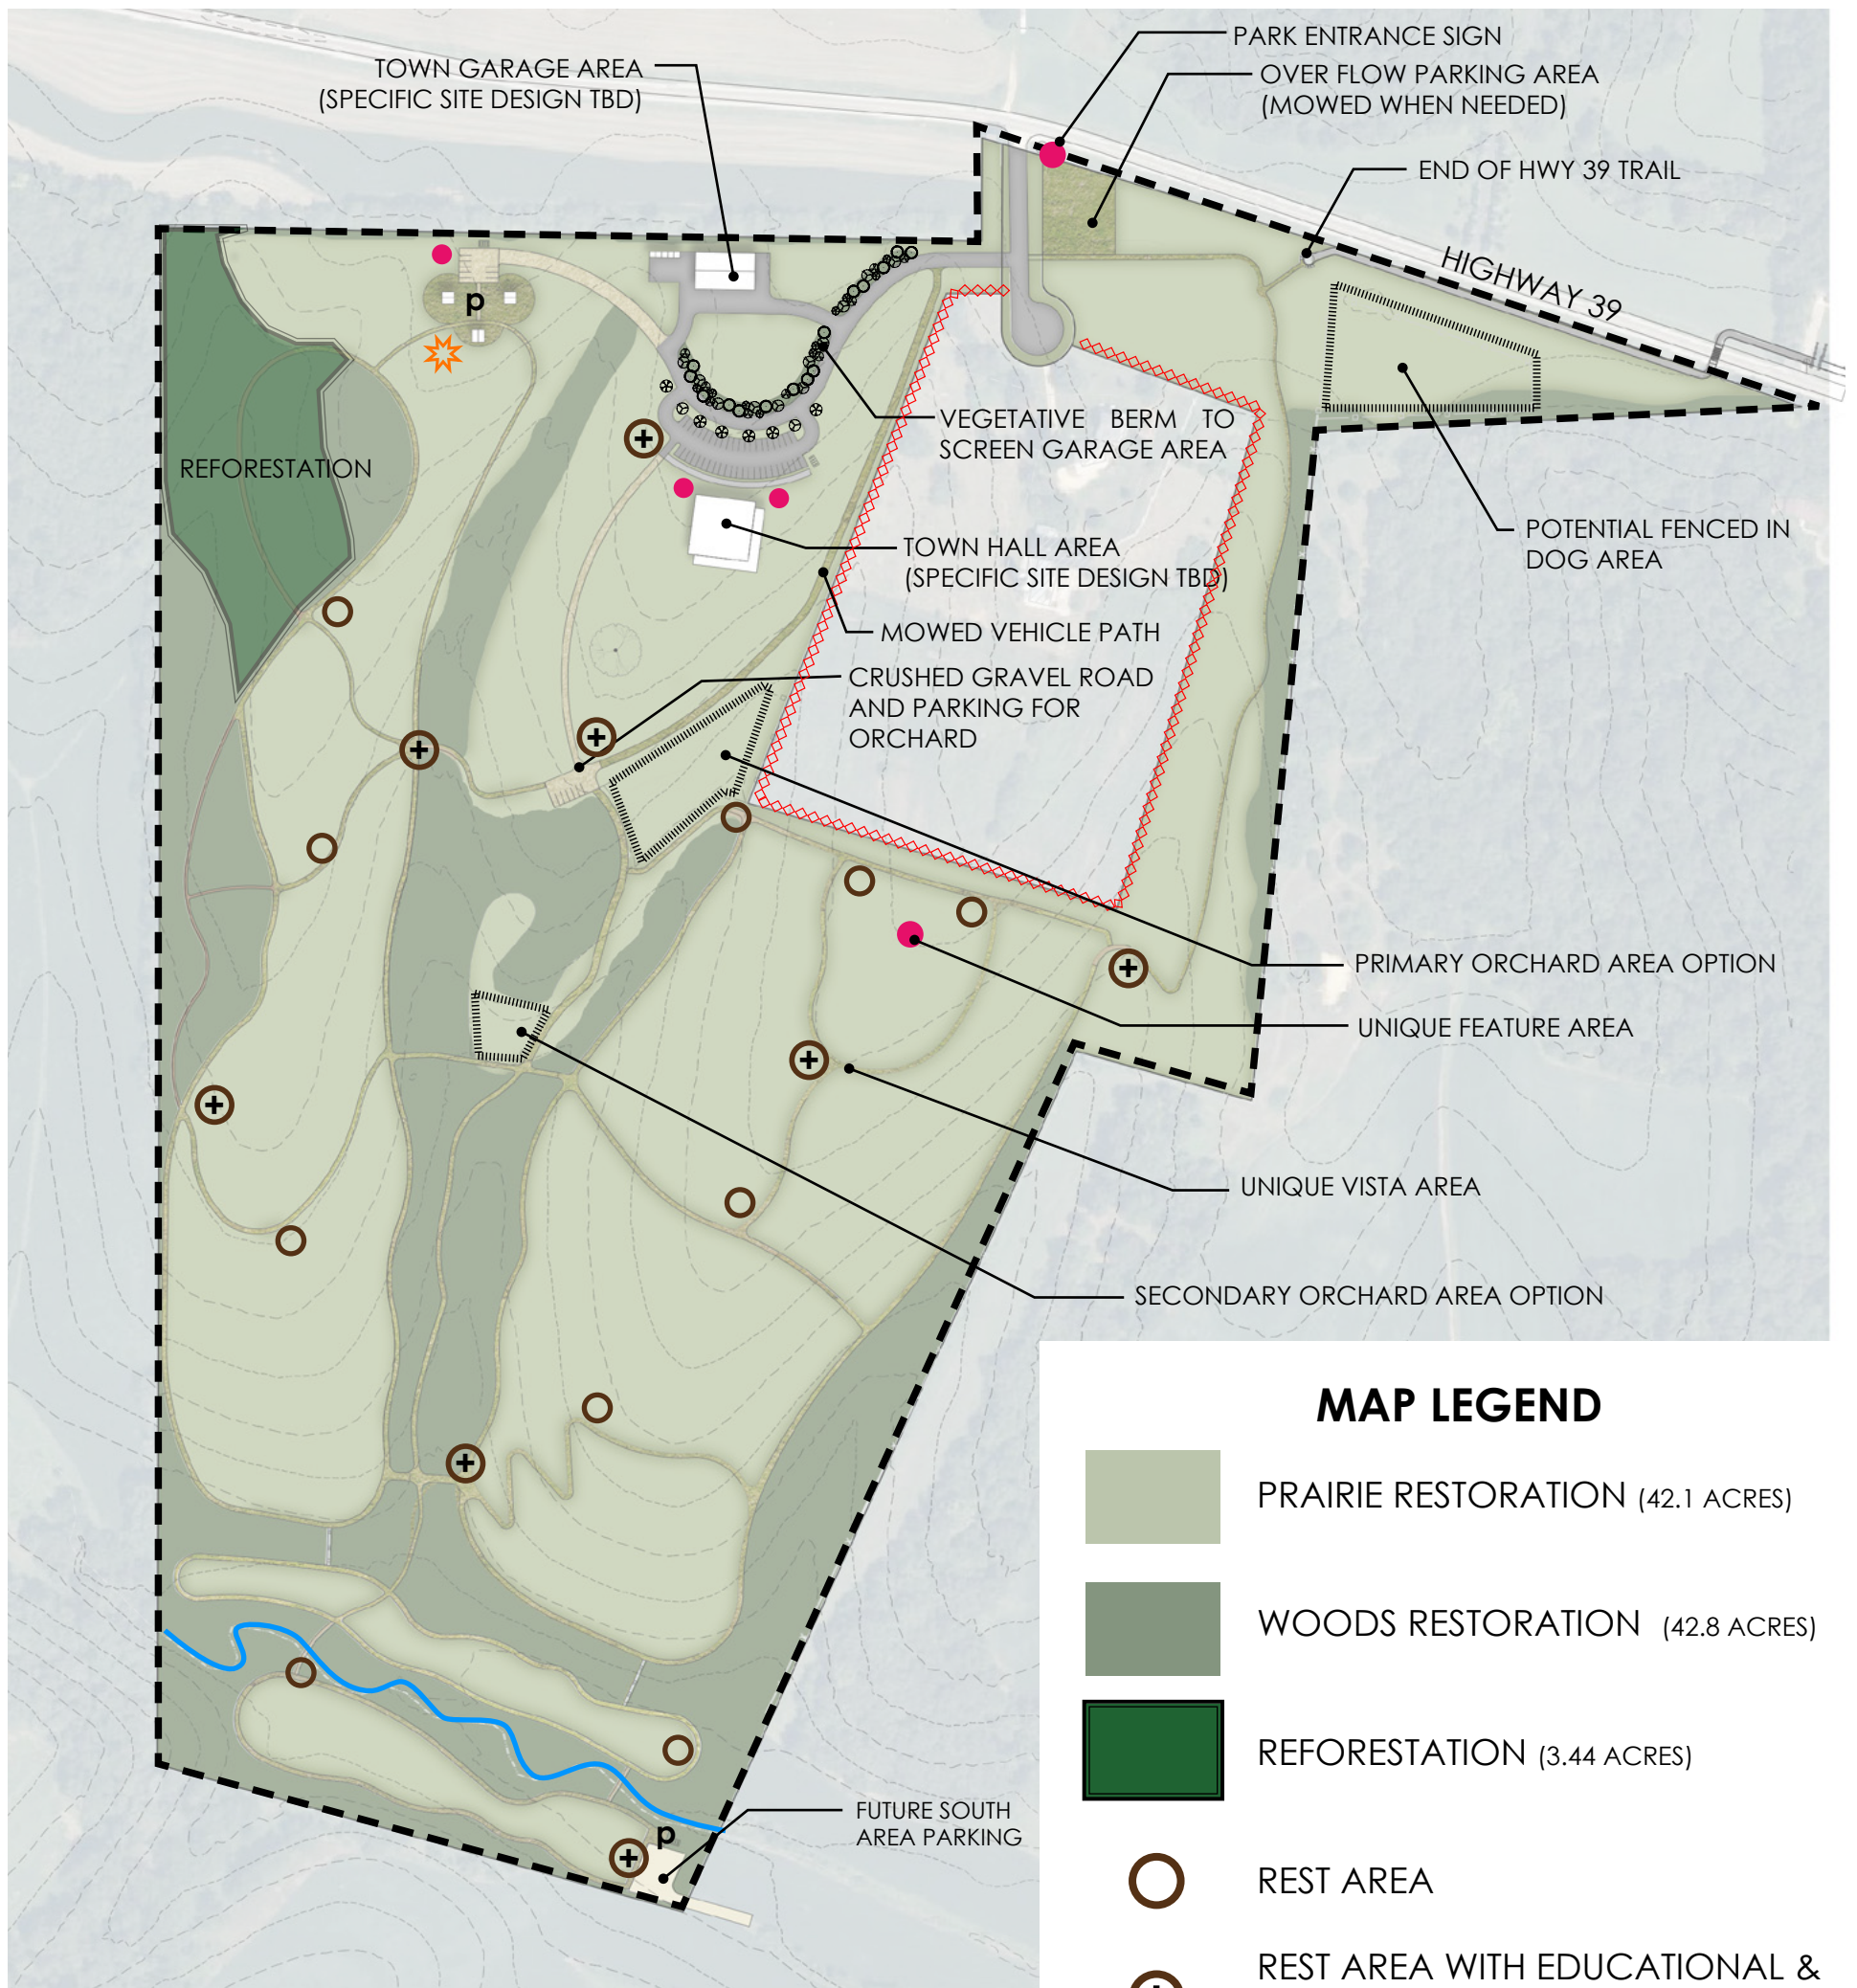 PARK ENTRANCE SIGN
TOWN GARAGE AREA
(SPECIFIC SITE DESIGN TBD)
OVER FLOW PARKING AREA
(MOWED WHEN NEEDED)
END OF HWY 39 TRAIL
HIGHWAY 39
p
VEGETATIVE BERM TO
SCREEN GARAGE AREA
REFORESTATION
POTENTIAL FENCED IN
DOG AREA
TOWN HALL AREA
(SPECIFIC SITE DESIGN TBD)
MOWED VEHICLE PATH
CRUSHED GRAVEL ROAD
AND PARKING FOR
ORCHARD
PRIMARY ORCHARD AREA OPTION
UNIQUE FEATURE AREA
UNIQUE VISTA AREA
SECONDARY ORCHARD AREA OPTION
FUTURE SOUTH
AREA PARKING
p
MAP LEGEND
PRAIRIE RESTORATION (42.1 ACRES)
WOODS RESTORATION (42.8 ACRES)
REFORESTATION (3.44 ACRES)
REST AREA
REST AREA WITH EDUCATIONAL &